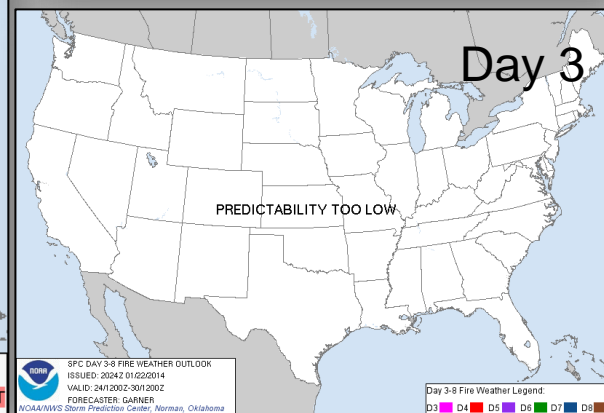 Day 3
PREDICTABILITY TOO LOW
NOAA
SPC DAY 3-8 FIRE WEATHER OUTLOOK
ISSUED: 2024Z 01/22/2014
VALID: 24/1200Z-30/1200Z
FORECASTER: GARNER
NOAA/NWS Storm Prediction Center, Norman, Oklahoma
Day 3-8 Fire Weather Legend:
D3 D4 D5 D6 D7 D8